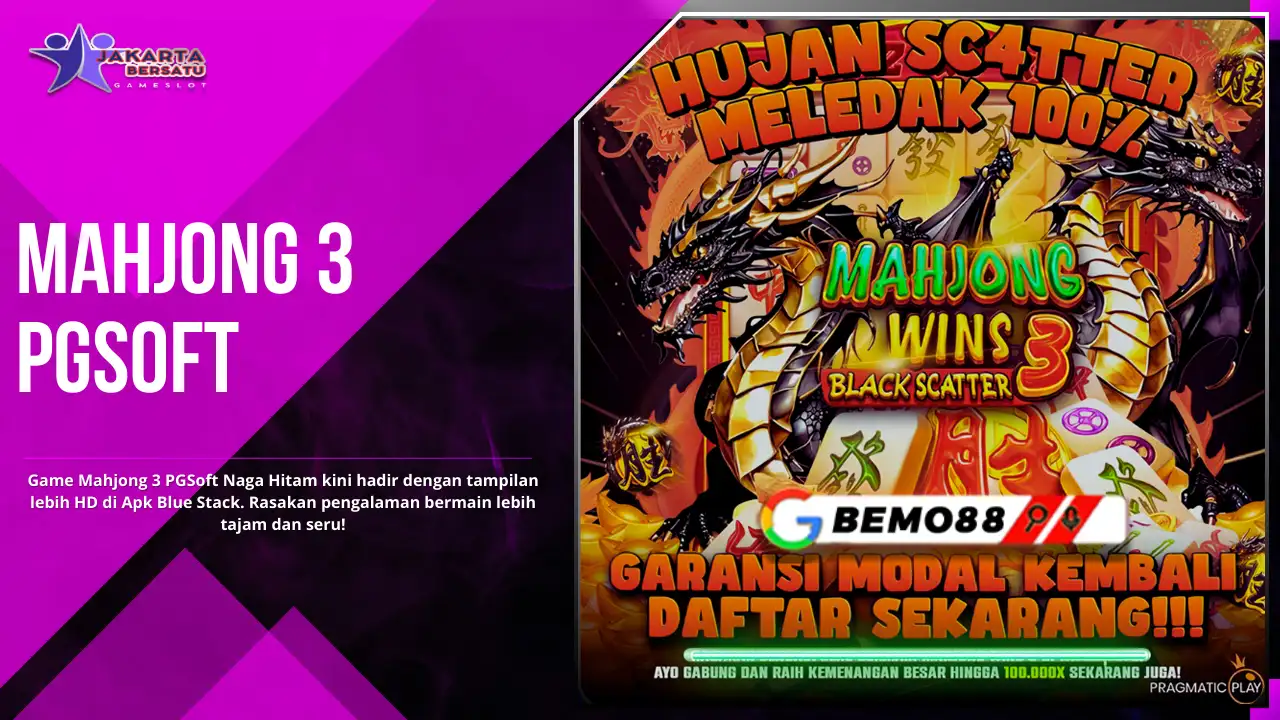 JAKARTA
BERSATU
GAMESLOT
MAHJONG 3
PGSOFT
Game Mahjong 3 PGSoft Naga Hitam kini hadir dengan tampilan
lebih HD di Apk Blue Stack. Rasakan pengalaman bermain lebih
tajam dan seru!
HUJAN SC4TTER
MELEDAK 100%
發
MAHJONG
WINS 3
BLACK SCATTER
發
胜
G BEMO88
GARANSI MODAL KEMBALI
DAFTAR SEKARANG!!!
AYO GABUNG DAN RAIH KEMENANGAN BESAR HINGGA 100.000X SEKARANG JUGA!
PRAGMATIC PLAY